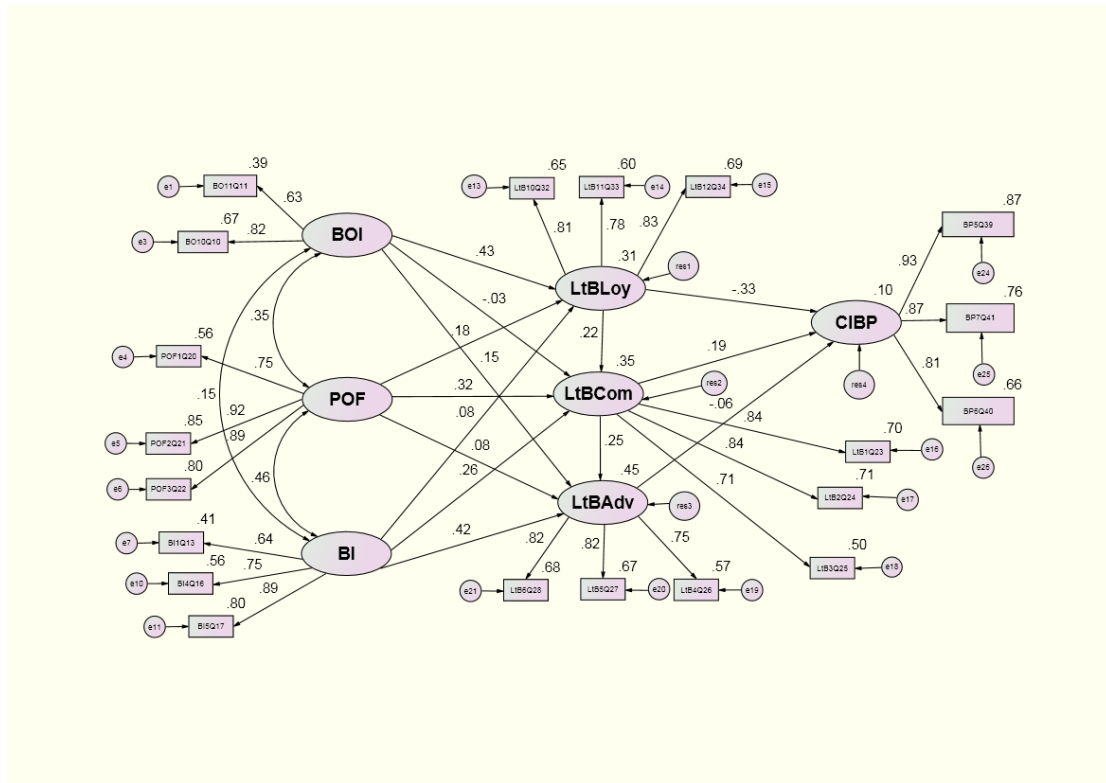 .39
e1
BO11Q11
.63
.67
e3
BO10Q10
.82
BOI
.35
.15
.56
e4
POF1Q20
.75
POF
.85
e5
POF2Q21
.92
.89
.80
e6
POF3Q22
.46
.41
e7
BI1Q13
.64
BI
.56
e10
BI4Q16
.75
.80
e11
BI5Q17
.89
.43
-.03
.18
.15
.32
.08
.08
.26
.42
.65
e13
LtB10Q32
.81
.60
LtB11Q33
e14
.78
.69
LtB12Q34
e15
.83
.31
LtBLoy
res1
.22
.35
LtBCom
res2
.25
.45
LtBAdv
res3
.82
.68
e21
LtB6Q28
.82
.67
LtB5Q27
e20
.75
.57
LtB4Q26
e19
-.33
.19
-.06
.84
.70
LtB1Q23
e16
.84
.71
LtB2Q24
e17
.71
.50
LtB3Q25
e18
.10
CIBP
res4
.93
.87
BP5Q39
e24
.87
.76
BP7Q41
e25
.81
.66
BP6Q40
e26